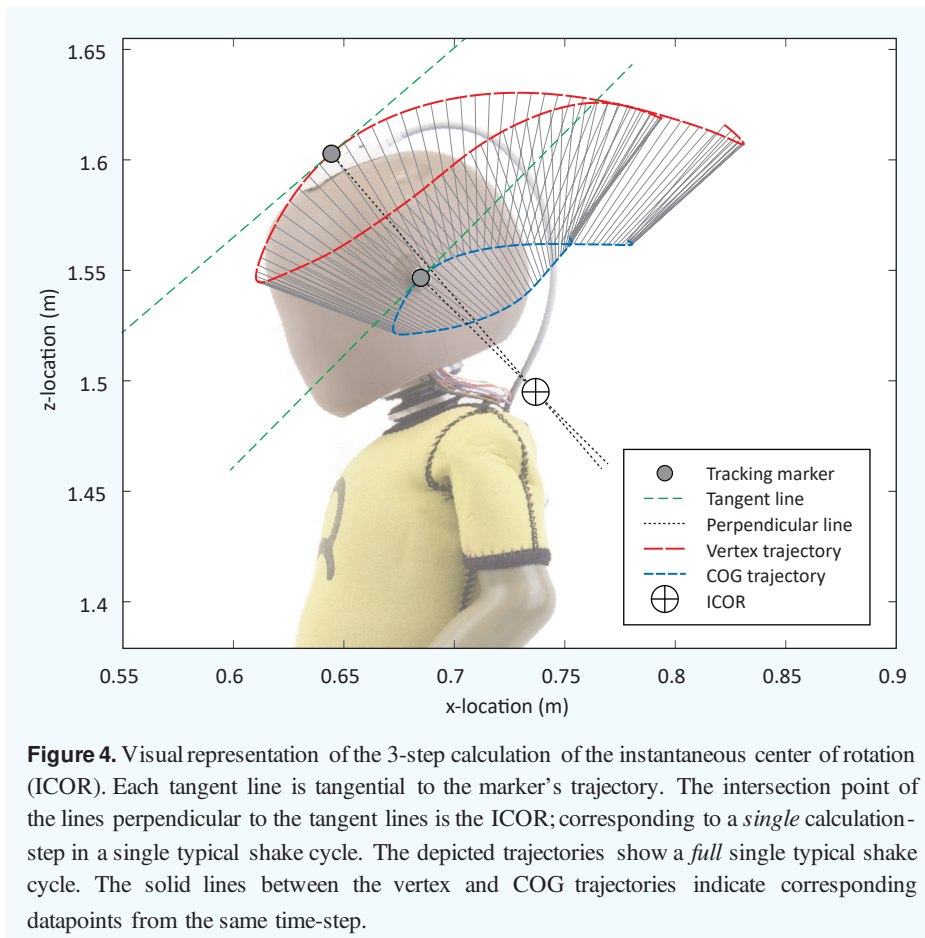 1.65
1.6
1.55
1.5
1.45
1.4
z-location (m)
0.55 0.6 0.65 0.7 0.75 0.8 0.85 0.9
x-location (m)
Tracking marker
Tangent line
Perpendicular line
Vertex trajectory
COG trajectory
ICOR
Figure 4. Visual representation of the 3-step calculation of the instantaneous center of rotation
(ICOR). Each tangent line is tangential to the marker's trajectory. The intersection point of
the lines perpendicular to the tangent lines is the ICOR; corresponding to a single calculation-
step in a single typical shake cycle. The depicted trajectories show a full single typical shake
cycle. The solid lines between the vertex and COG trajectories indicate corresponding
datapoints from the same time-step.